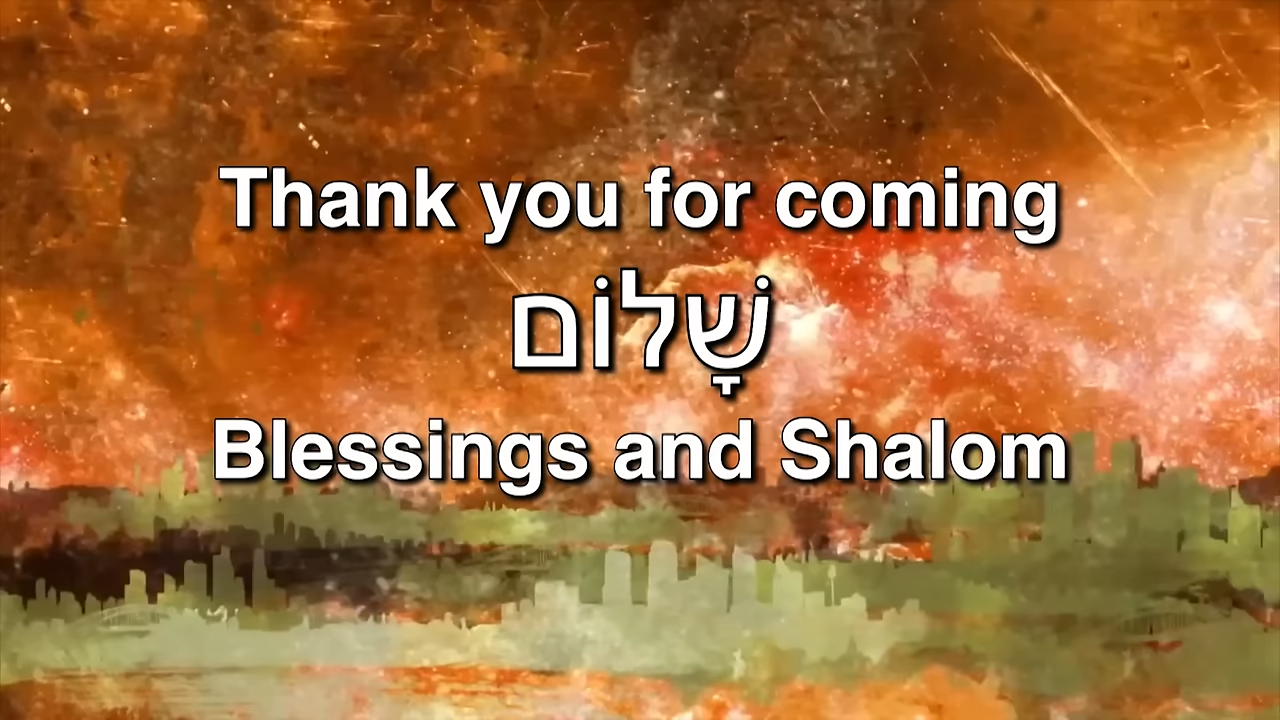 Thank you for coming
שָׁלוֹם
Blessings and Shalom